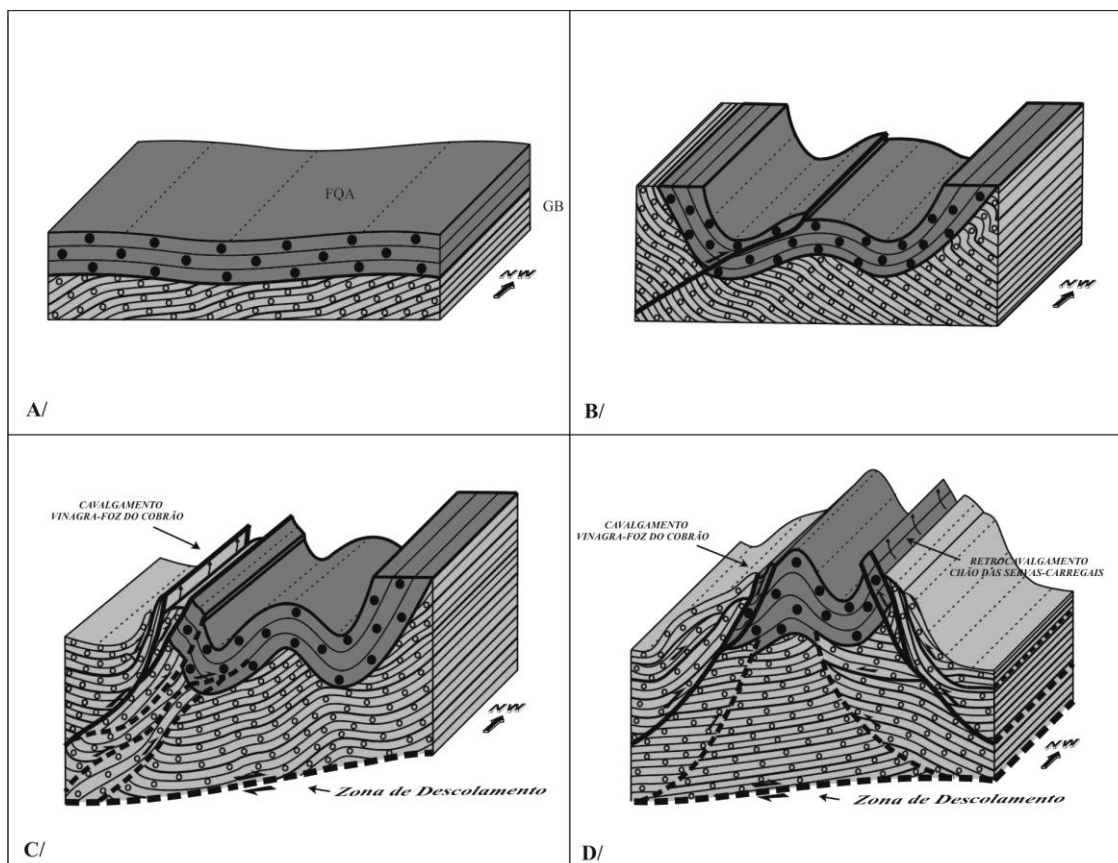 FQA
GB
NW
A/
NW
B/
CAVALGAMENTO
VINAGRA-FOZ DO COBRÃO
NW
Zona de Descolamento
C/
CAVALGAMENTO
VINAGRA-FOZ DO COBRÃO
RETROCAVALGAMENTO
CHÃO DAS SERVAS-CARREGAIS
NW
Zona de Descolamento
D/